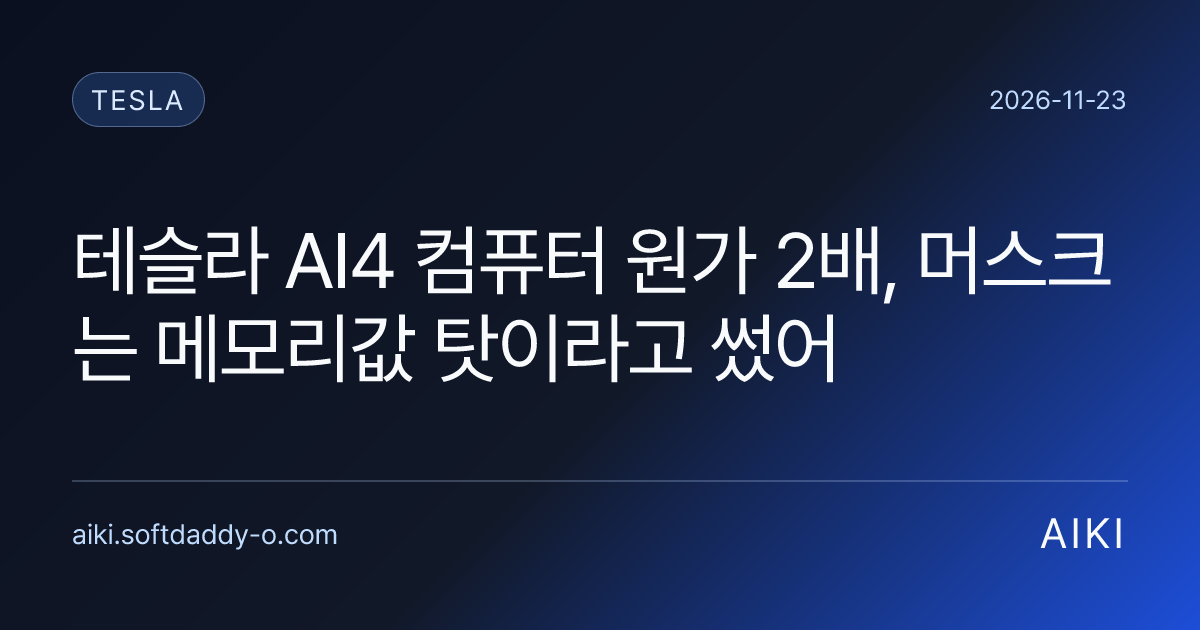 TESLA
2026-11-23
테슬라 AI4 컴퓨터 원가 2배, 머스크
는 메모리값 탓이라고 썼어
aiki.softdaddy-o.com
AIKI